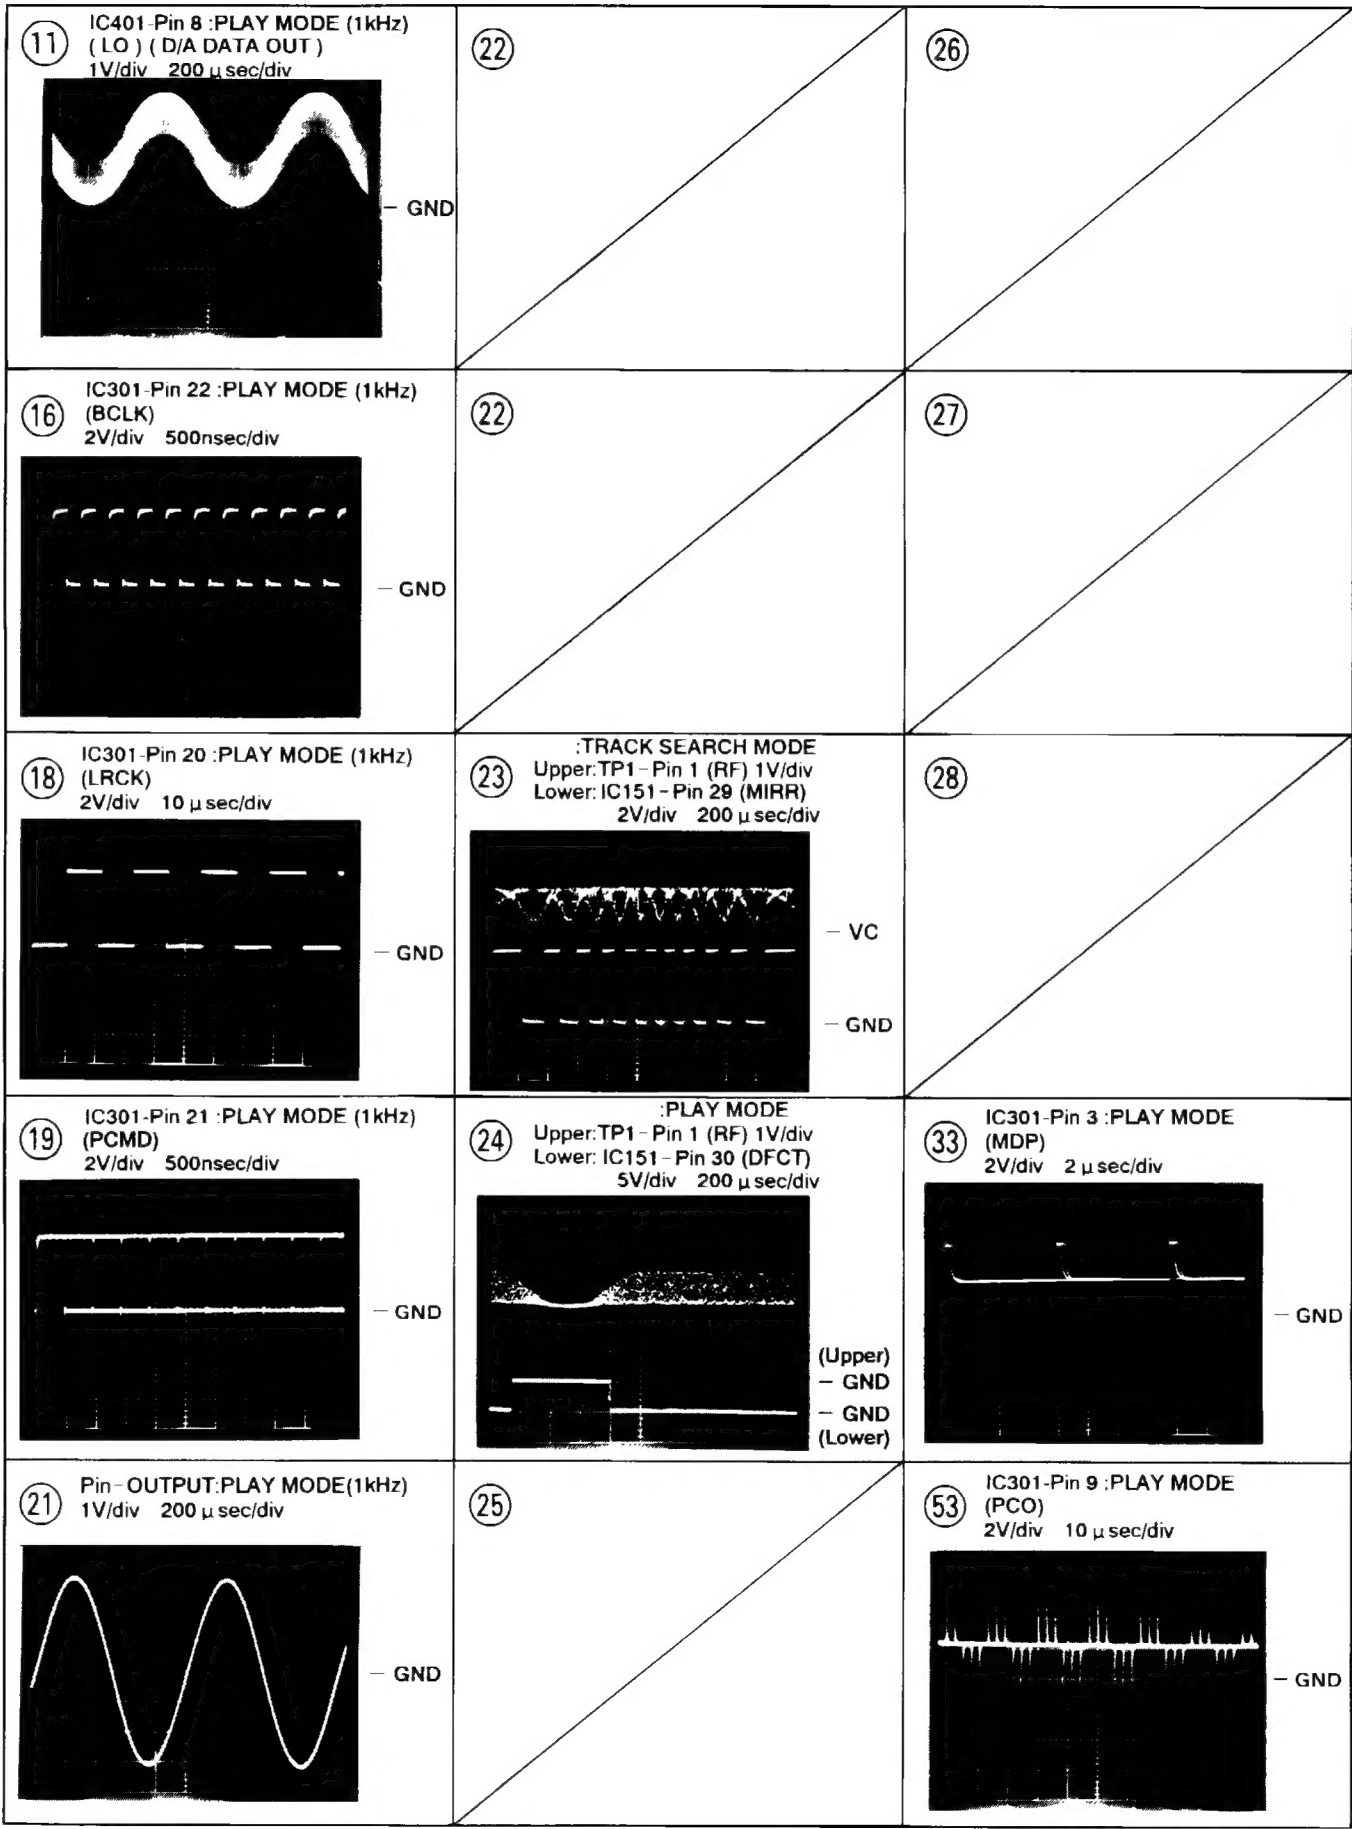 11
IC401-Pin 8 :PLAY MODE (1kHz)
( LO ) ( D/A DATA OUT )
1V/div 200 μ sec/div
– GND
22
26
16
IC301-Pin 22 :PLAY MODE (1kHz)
(BCLK)
2V/div 500nsec/div
– GND
22
27
18
IC301-Pin 20 :PLAY MODE (1kHz)
(LRCK)
2V/div 10 μ sec/div
– GND
23
:TRACK SEARCH MODE
Upper:TP1-Pin 1 (RF) 1V/div
Lower: IC151-Pin 29 (MIRR)
2V/div 200 μ sec/div
– VC
– GND
28
19
IC301-Pin 21 :PLAY MODE (1kHz)
(PCMD)
2V/div 500nsec/div
– GND
24
:PLAY MODE
Upper:TP1-Pin 1 (RF) 1V/div
Lower: IC151-Pin 30 (DFCT)
5V/div 200 μ sec/div
(Upper)
– GND
– GND
(Lower)
33
IC301-Pin 3 :PLAY MODE
(MDP)
2V/div 2 μ sec/div
– GND
21
Pin-OUTPUT:PLAY MODE(1kHz)
1V/div 200 μ sec/div
– GND
25
53
IC301-Pin 9 :PLAY MODE
(PCO)
2V/div 10 μ sec/div
– GND